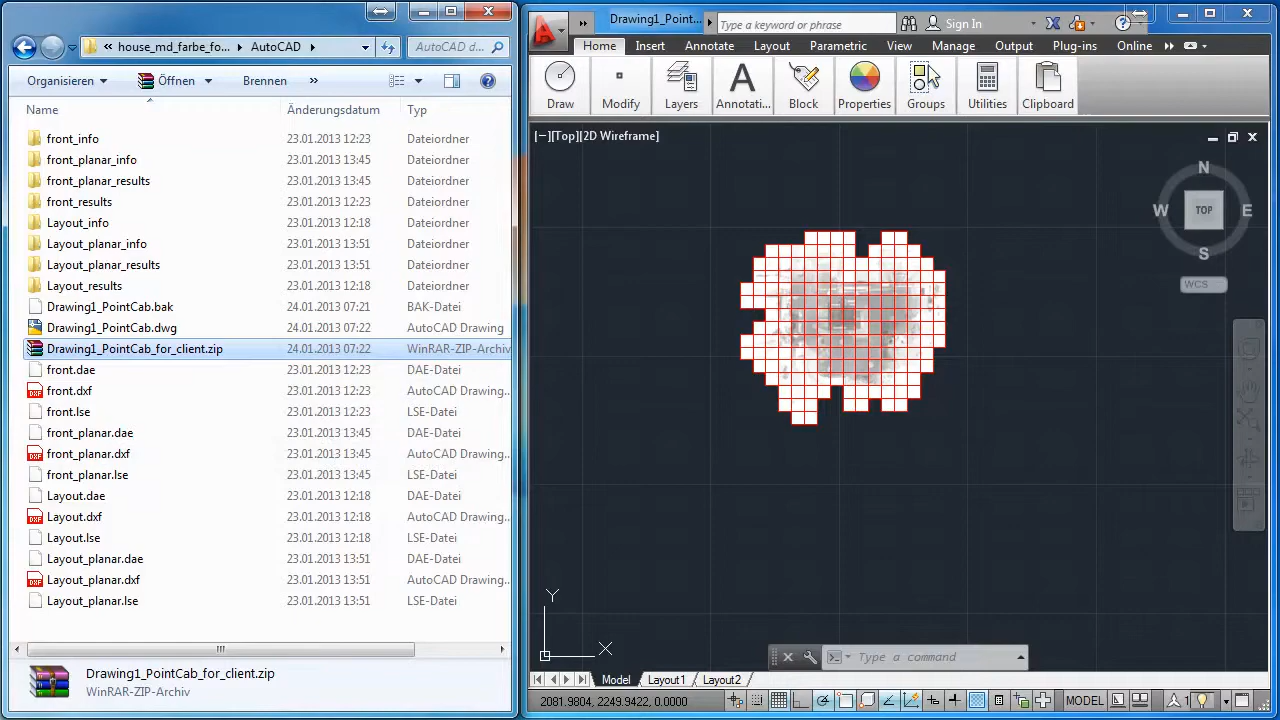 house_md_farbe_fo... AutoCAD
AutoCAD d...
Organisieren Öffnen Brennen »
Name Änderungsdatum Typ
front_info 23.01.2013 12:23 Dateiordner
front_planar_info 23.01.2013 13:45 Dateiordner
front_planar_results 23.01.2013 13:45 Dateiordner
front_results 23.01.2013 12:23 Dateiordner
Layout_info 23.01.2013 12:18 Dateiordner
Layout_planar_info 23.01.2013 13:51 Dateiordner
Layout_planar_results 23.01.2013 13:51 Dateiordner
Layout_results 23.01.2013 12:18 Dateiordner
Drawing1_PointCab.bak 24.01.2013 07:21 BAK-Datei
Drawing1_PointCab.dwg 24.01.2013 07:22 AutoCAD Drawing
Drawing1_PointCab_for_client.zip 24.01.2013 07:22 WinRAR-ZIP-Archiv
front.dae 23.01.2013 12:23 DAE-Datei
front.dxf 23.01.2013 12:23 AutoCAD Drawing...
front.lse 23.01.2013 12:23 LSE-Datei
front_planar.dae 23.01.2013 13:45 DAE-Datei
front_planar.dxf 23.01.2013 13:45 AutoCAD Drawing...
front_planar.lse 23.01.2013 13:45 LSE-Datei
Layout.dae 23.01.2013 12:18 DAE-Datei
Layout.dxf 23.01.2013 12:18 AutoCAD Drawing...
Layout.lse 23.01.2013 12:18 LSE-Datei
Layout_planar.dae 23.01.2013 13:51 DAE-Datei
Layout_planar.dxf 23.01.2013 13:51 AutoCAD Drawing...
Layout_planar.lse 23.01.2013 13:51 LSE-Datei
Drawing1_PointCab_for_client.zip
WinRAR-ZIP-Archiv
Drawing1_Point... Type a keyword or phrase Sign In
Home Insert Annotate Layout Parametric View Manage Output Plug-ins Online
Draw Modify Layers Annotati... Block Properties Groups Utilities Clipboard
[−][Top][2D Wireframe]
N
W TOP E
S
WCS
Y
X
Type a command
Model Layout1 Layout2
2081.9804, 2249.9422, 0.0000 MODEL 1